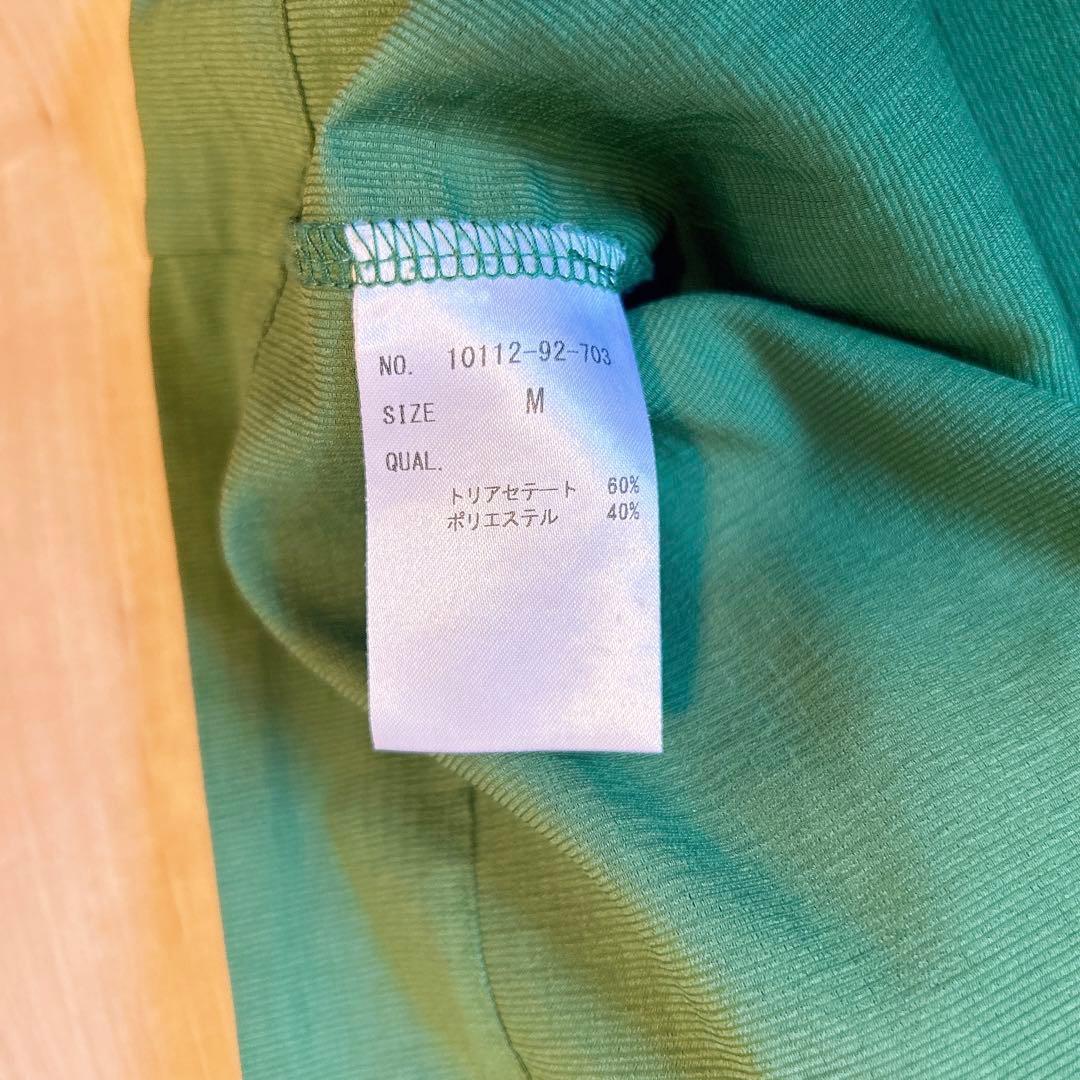 NO. 10112-92-703
SIZE M
QUAL.
トリアセテート 60%
ポリエステル 40%